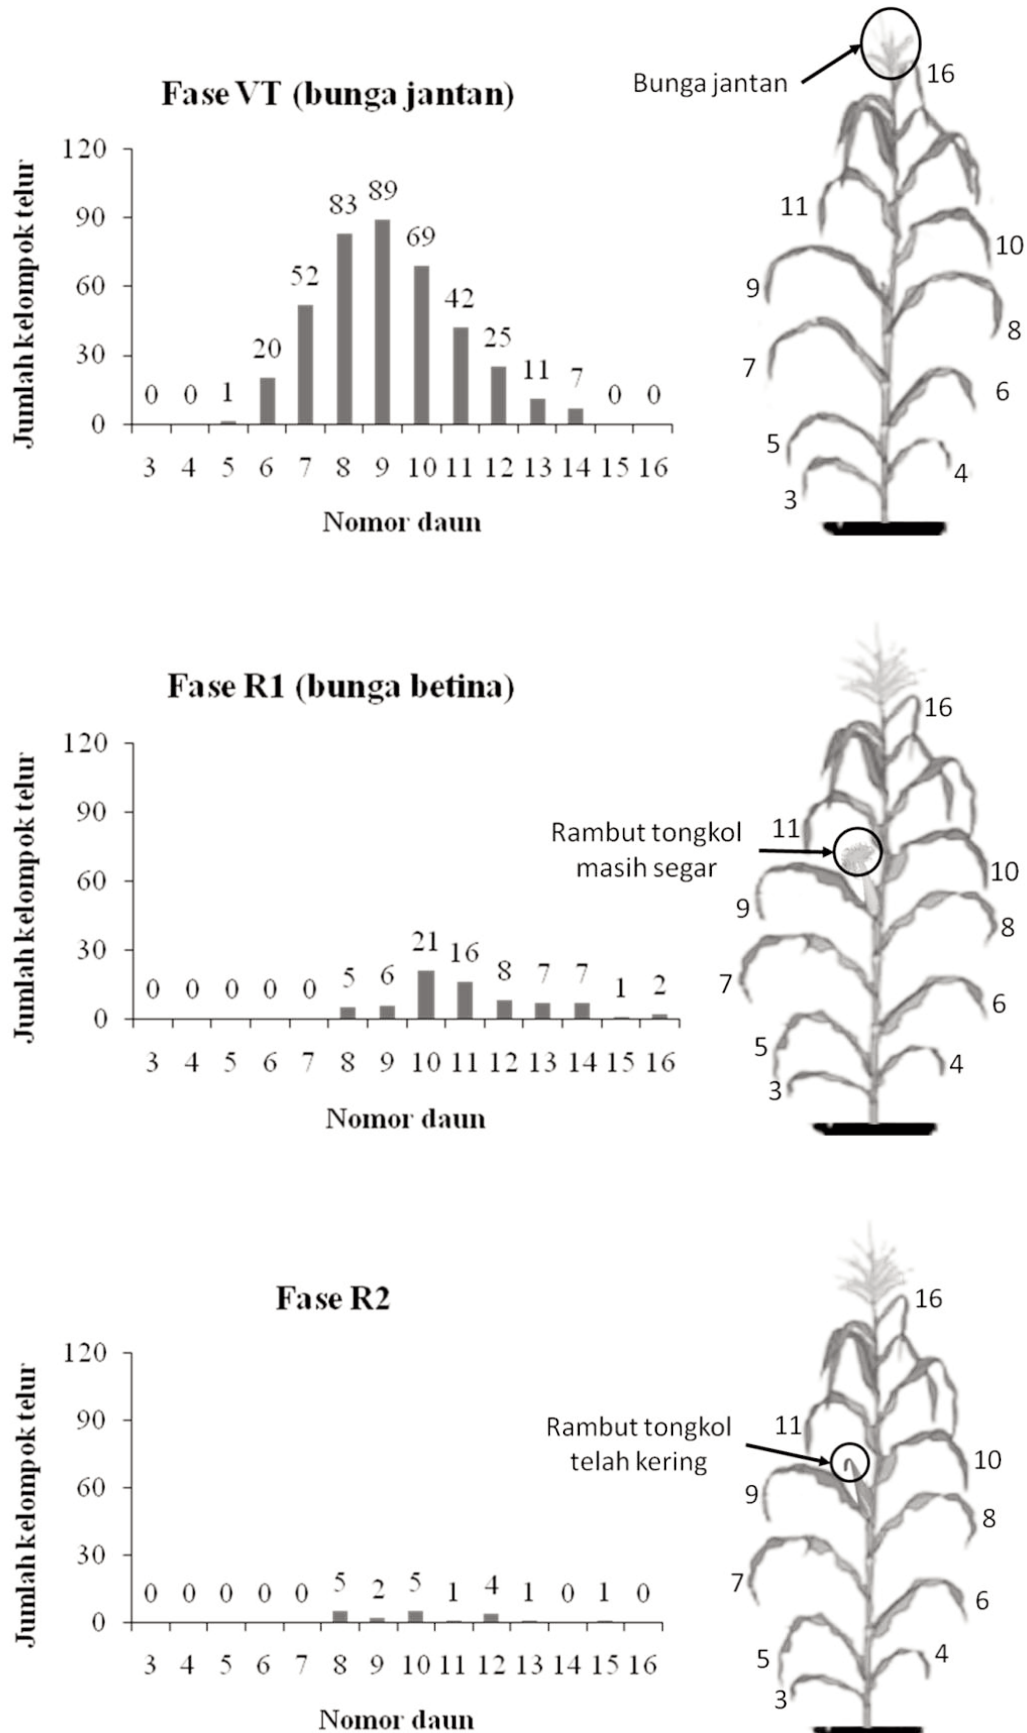 Fase VT (bunga jantan)
Jumlah kelompok telur
120
90
60
30
0
0 0 1 20 52 83 89 69 42 25 11 7 0 0
3 4 5 6 7 8 9 10 11 12 13 14 15 16
Nomor daun
Bunga jantan
16
11
10
9
8
7
6
5
4
3
Fase R1 (bunga betina)
Jumlah kelompok telur
120
90
60
30
0
0 0 0 0 0 5 6 21 16 8 7 7 1 2
3 4 5 6 7 8 9 10 11 12 13 14 15 16
Nomor daun
Rambut tongkol
masih segar
16
11
10
9
8
7
6
5
4
3
Fase R2
Jumlah kelompok telur
120
90
60
30
0
0 0 0 0 0 5 2 5 1 4 1 0 1 0
3 4 5 6 7 8 9 10 11 12 13 14 15 16
Nomor daun
Rambut tongkol
telah kering
16
11
10
9
8
7
6
5
4
3